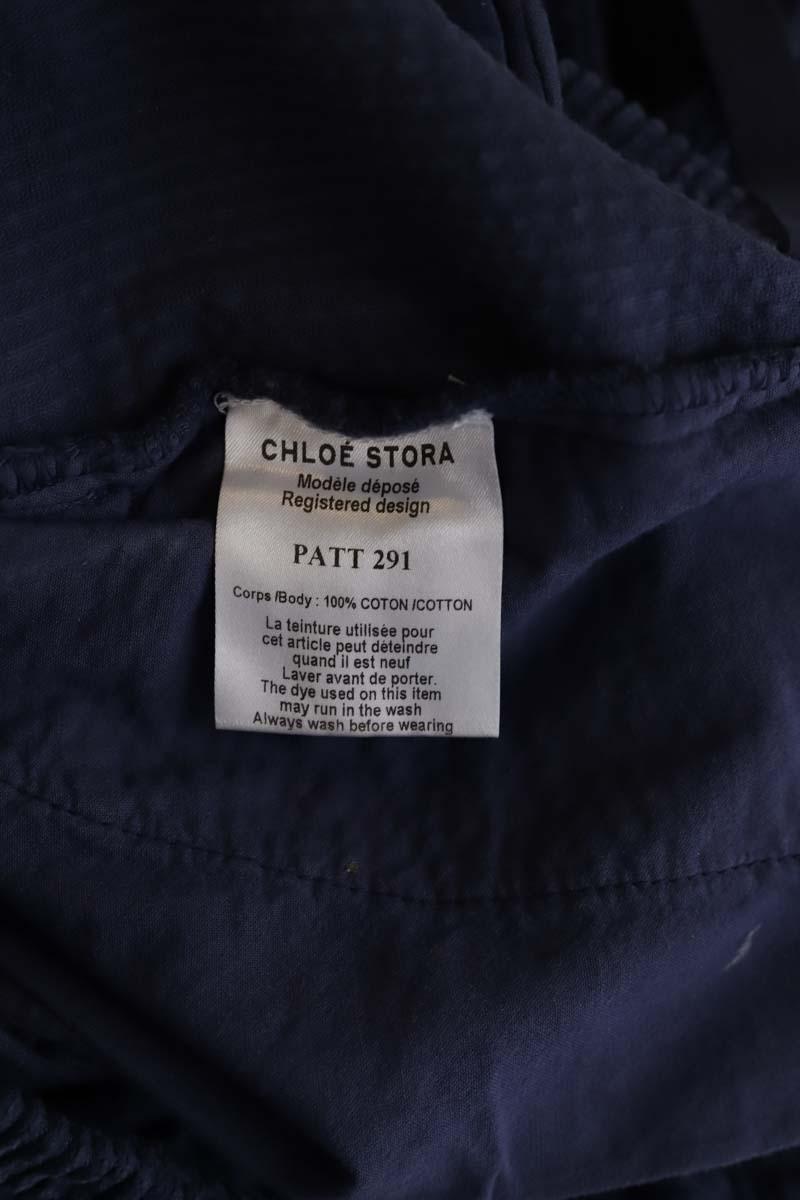 CHLOÉ STORA
Modèle déposé
Registered design
PATT 291
Corps /Body : 100% COTON /COTTON
La teinture utilisée pour
cet article peut déteindre
quand il est neuf
Laver avant de porter.
The dye used on this item
may run in the wash
Always wash before wearing